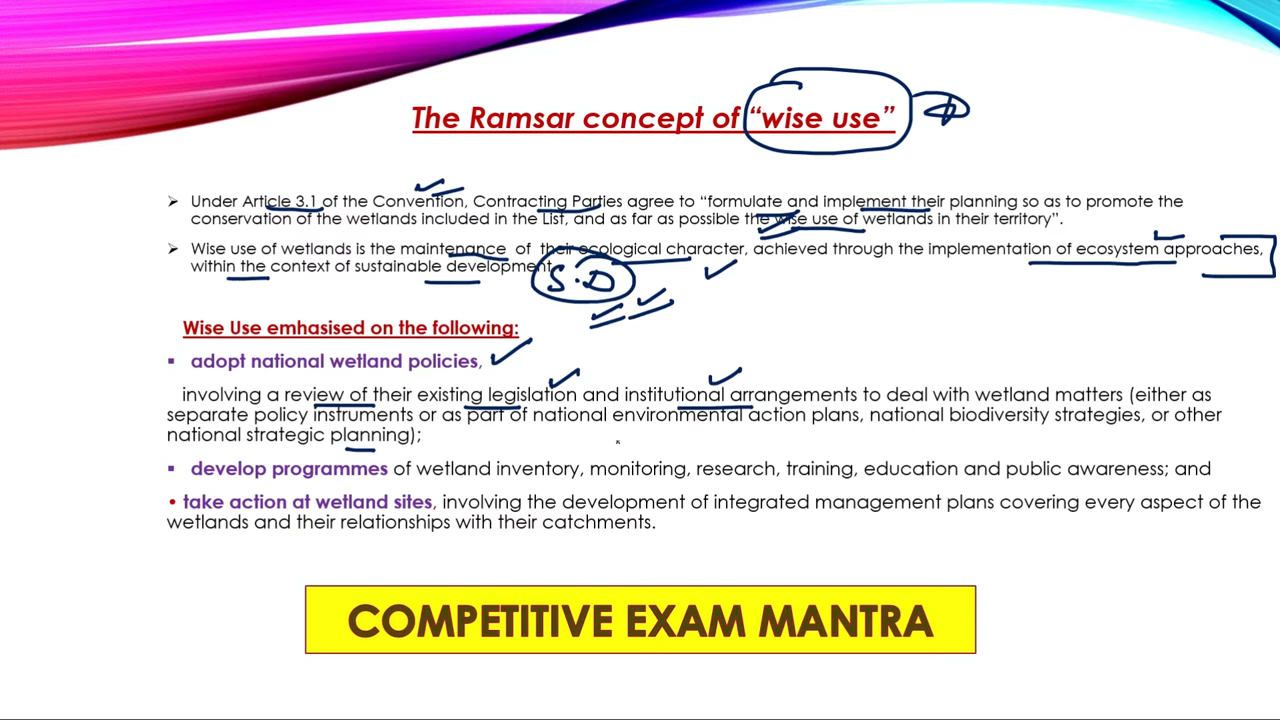 The Ramsar concept of “wise use”
➢ Under Article 3.1 of the Convention, Contracting Parties agree to “formulate and implement their planning so as to promote the
conservation of the wetlands included in the List, and as far as possible the wise use of wetlands in their territory”.
➢ Wise use of wetlands is the maintenance of their ecological character, achieved through the implementation of ecosystem approaches,
within the context of sustainable development
S.D
Wise Use emhasised on the following:
▪ adopt national wetland policies,
involving a review of their existing legislation and institutional arrangements to deal with wetland matters (either as
separate policy instruments or as part of national environmental action plans, national biodiversity strategies, or other
national strategic planning);
▪ develop programmes of wetland inventory, monitoring, research, training, education and public awareness; and
• take action at wetland sites, involving the development of integrated management plans covering every aspect of the
wetlands and their relationships with their catchments.
COMPETITIVE EXAM MANTRA